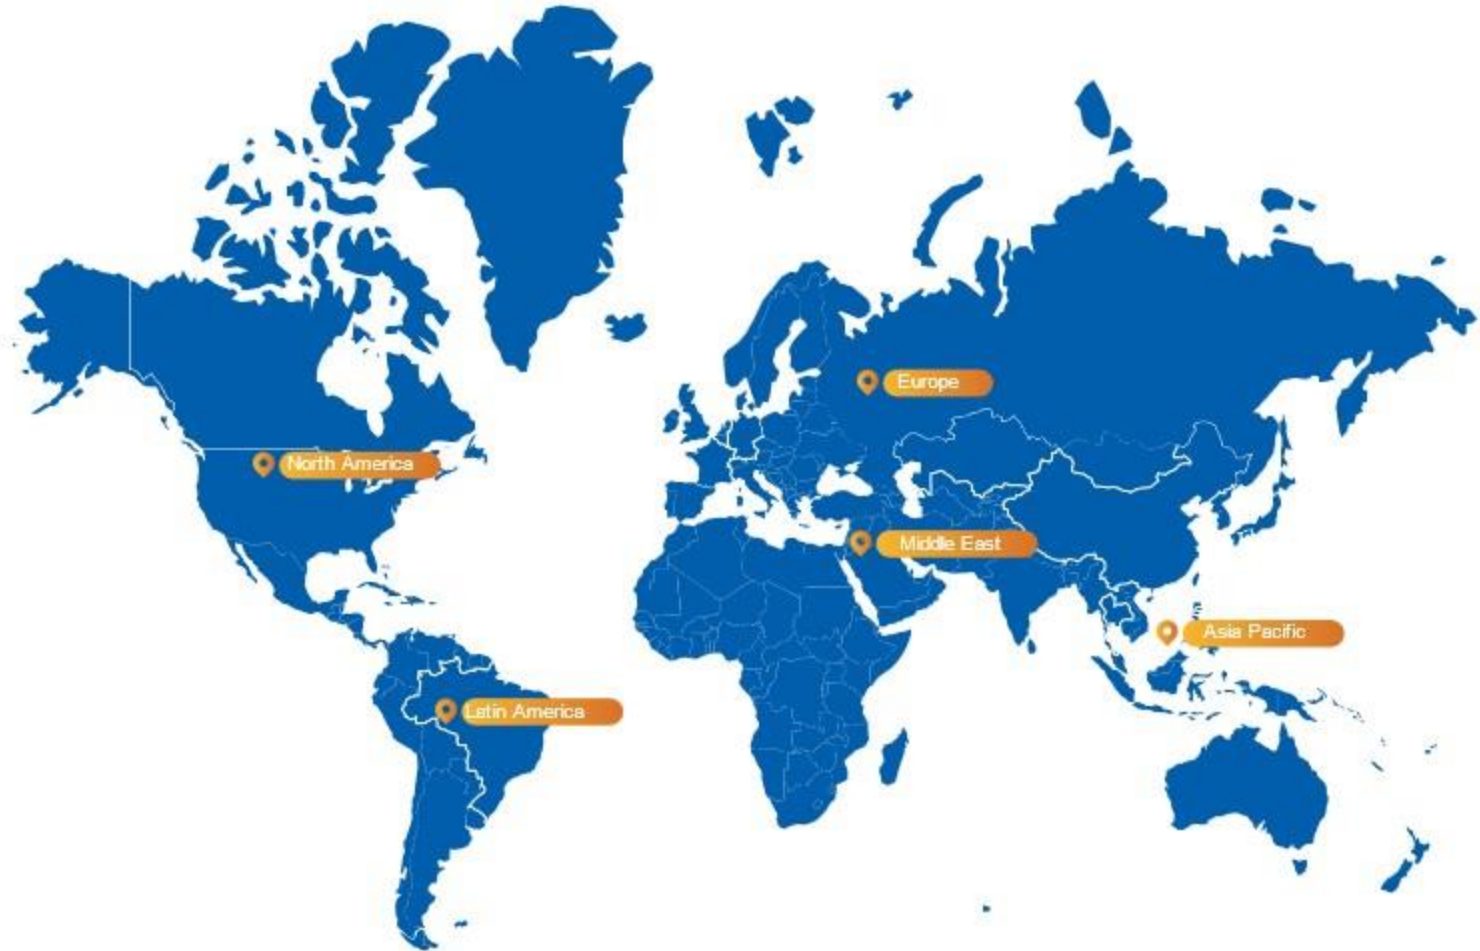 Europe
North America
Middle East
Asia Pacific
Latin America